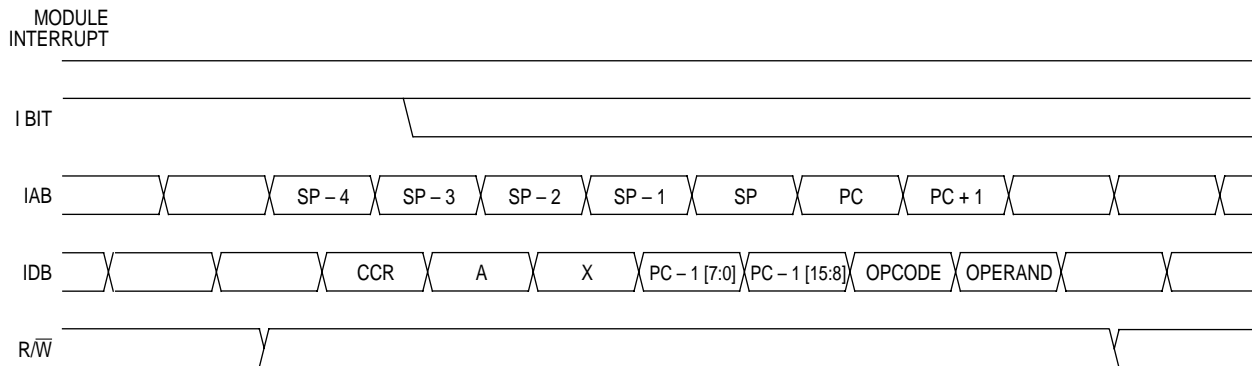 MODULE
INTERRUPT
I BIT
IAB SP – 4 SP – 3 SP – 2 SP – 1 SP PC PC + 1
IDB CCR A X PC – 1 [7:0] PC – 1 [15:8] OPCODE OPERAND
R/W̅